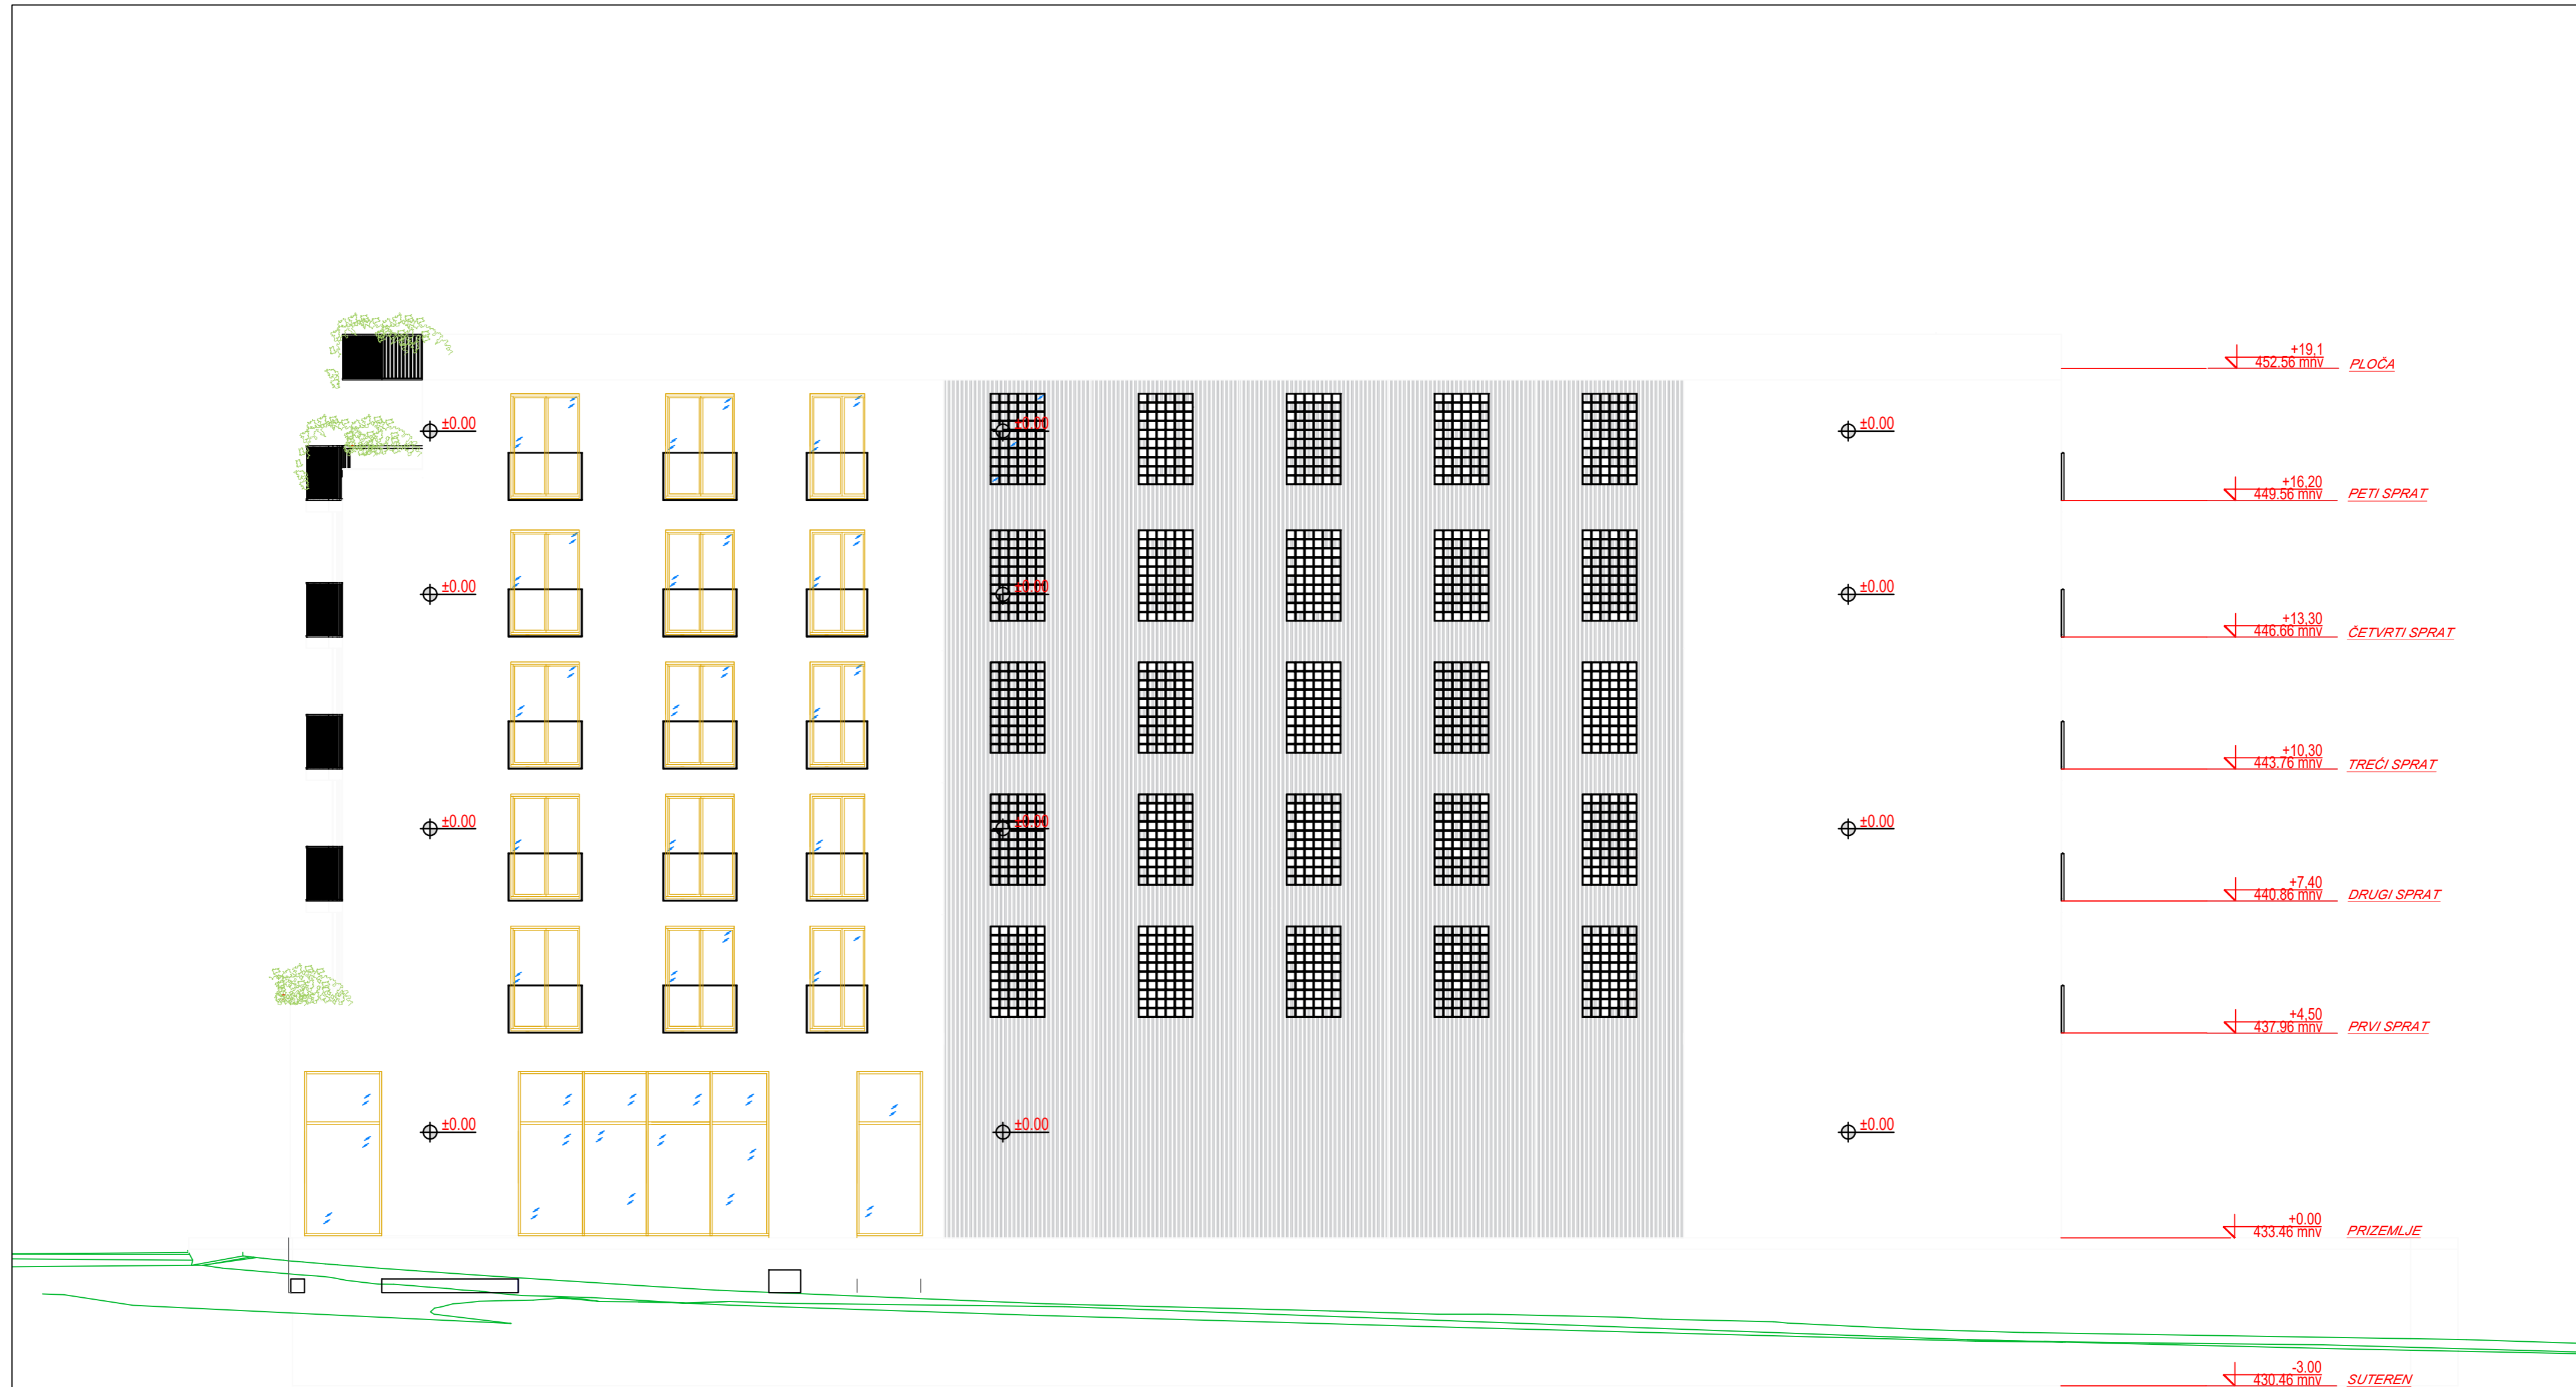 +19,1
452.56 mnv PLOČA
±0.00 ±0.00 ±0.00
+16,20
449.56 mnv PETI SPRAT
±0.00 ±0.00 ±0.00
+13,30
446.66 mnv ČETVRTI SPRAT
+10,30
443.76 mnv TREĆI SPRAT
±0.00 ±0.00 ±0.00
+7,40
440.86 mnv DRUGI SPRAT
+4,50
437.96 mnv PRVI SPRAT
±0.00 ±0.00 ±0.00
+0.00
433.46 mnv PRIZEMLJE
-3.00
430.46 mnv SUTEREN